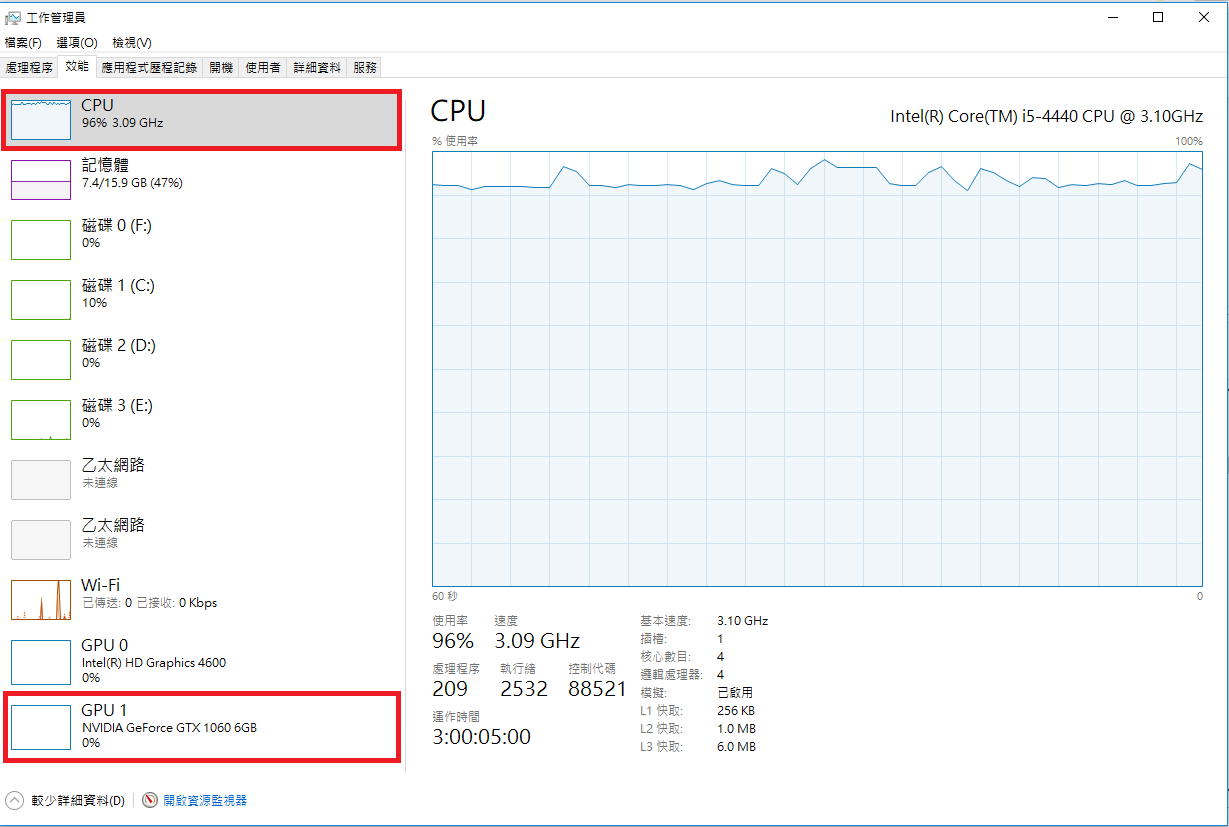 工作管理員
檔案(F) 選項(O) 檢視(V)
處理程序 效能 應用程式歷程記錄 開機 使用者 詳細資料 服務
CPU
96% 3.09 GHz
記憶體
7.4/15.9 GB (47%)
磁碟 0 (F:)
0%
磁碟 1 (C:)
10%
磁碟 2 (D:)
0%
磁碟 3 (E:)
0%
乙太網路
未連線
乙太網路
未連線
Wi-Fi
已傳送: 0 已接收: 0 Kbps
GPU 0
Intel(R) HD Graphics 4600
0%
GPU 1
NVIDIA GeForce GTX 1060 6GB
0%
CPU
Intel(R) Core(TM) i5-4440 CPU @ 3.10GHz
% 使用率 100%
60 秒 0
使用率 速度
96% 3.09 GHz
處理程序 執行緒 控制代碼
209 2532 88521
運作時間
3:00:05:00
基本速度: 3.10 GHz
插槽: 1
核心數目: 4
邏輯處理器: 4
模擬: 已啟用
L1 快取: 256 KB
L2 快取: 1.0 MB
L3 快取: 6.0 MB
較少詳細資料(D) 開啟資源監視器